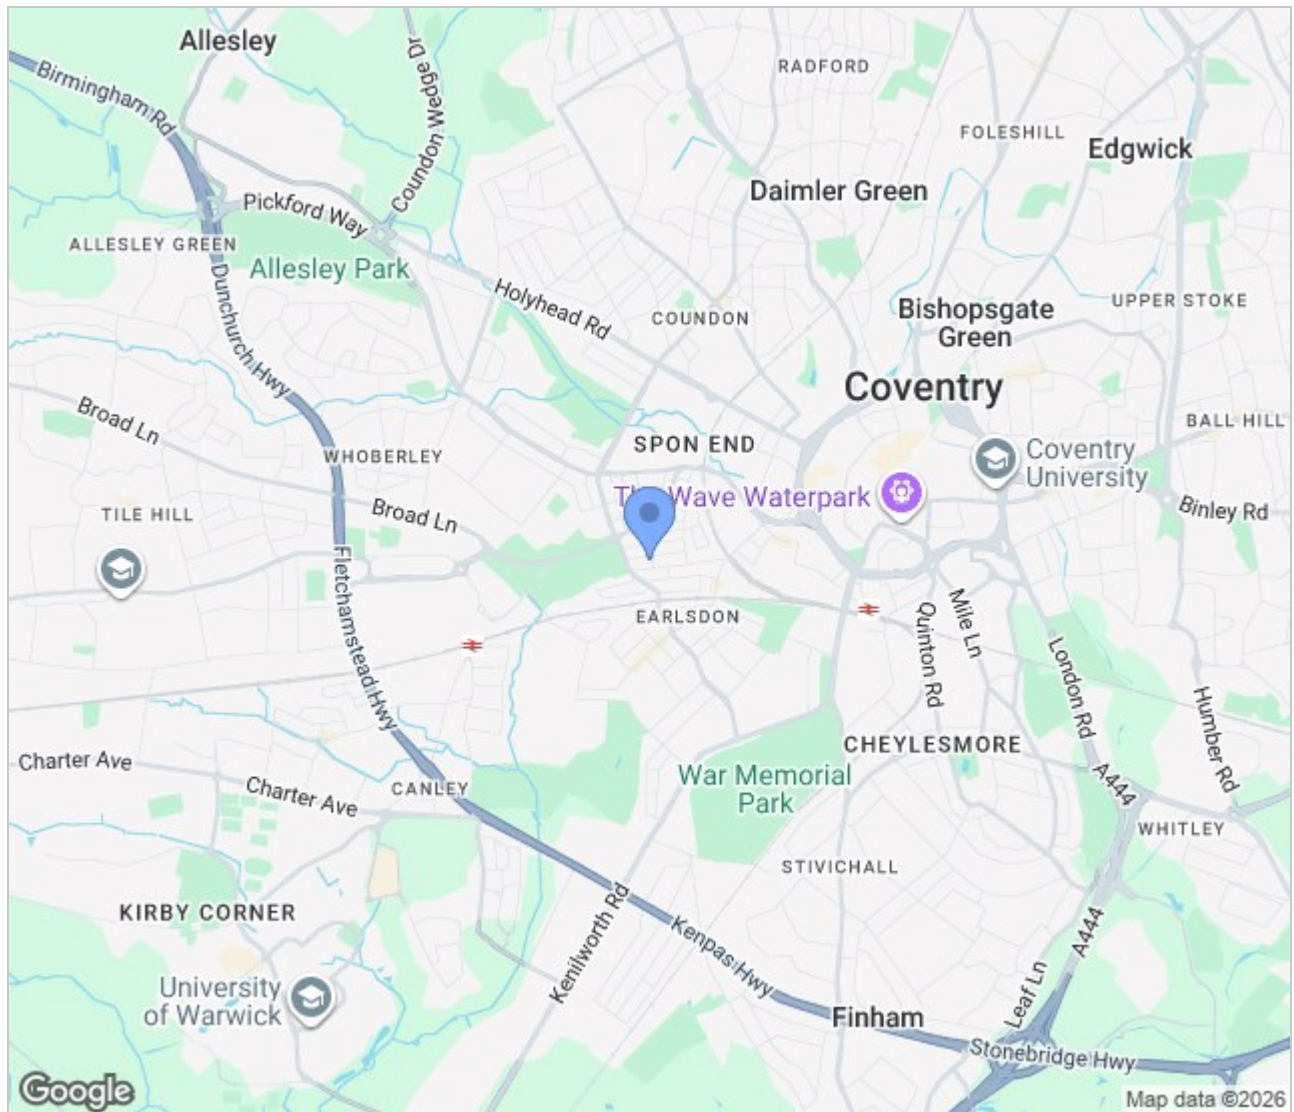 Allesley
Coundon Wedge Dr
RADFORD
Birmingham Rd
FOLESHILL
Edgwick
Daimler Green
Pickford Way
ALLESLEY GREEN
Allesley Park
Dunchurch Hwy
Holyhead Rd
COUNDON
Bishopsgate
Green
UPPER STOKE
Coventry
Broad Ln
WHOBERLEY
SPON END
BALL HILL
Coventry
University
The Wave Waterpark
TILE HILL
Broad Ln
Binley Rd
Fletchamstead Hwy
EARLSDON
Quinton Rd
Mile Ln
London Rd
Humber Rd
CHEYLESMORE
Charter Ave
Charter Ave
CANLEY
War Memorial
Park
A444
WHITLEY
STIVICHALL
KIRBY CORNER
Kenilworth Rd
Kenpas Hwy
A444
University
of Warwick
Leaf Ln
Finham
Stonebridge Hwy
Google
Map data ©2026